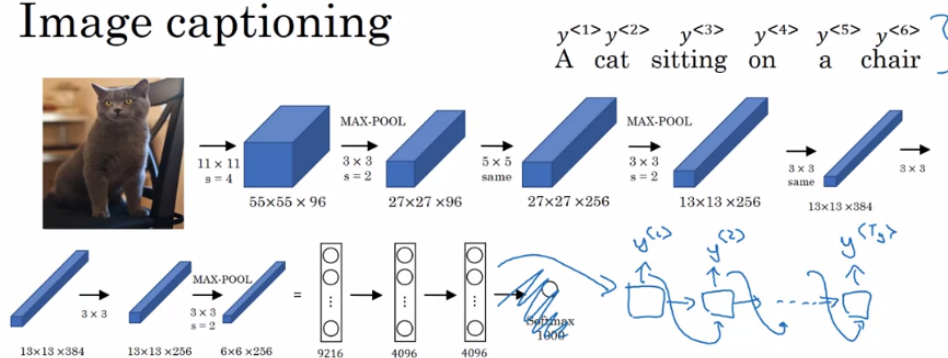 Image captioning
y<1> y<2> y<3> y<4> y<5> y<6>
A cat sitting on a chair
MAX-POOL MAX-POOL
11 × 11 3 × 3 5 × 5 3 × 3 3 × 3 3 × 3
s = 4 s = 2 same s = 2 same
55×55 × 96 27×27 ×96 27×27 ×256 13×13 ×256 13×13 ×384
y<1> y<2> y<Ty>
MAX-POOL
3 × 3 3 × 3 =
s = 2
Softmax
13×13 ×384 13×13 ×256 6×6 ×256 9216 4096 4096 1000